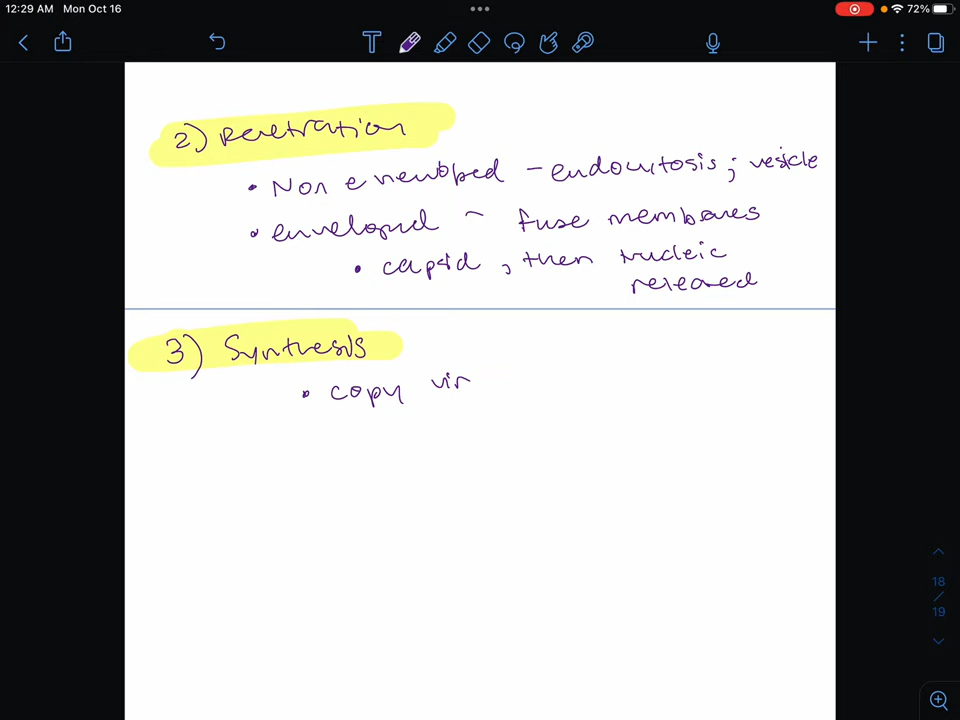 12:29 AM Mon Oct 16
72%
T
2) Penetration
• Non enveloped - endocytosis; vesicle
• enveloped - fuse membranes
• capsid, then nucleic
released
3) Synthesis
• copy vir
18
/
19